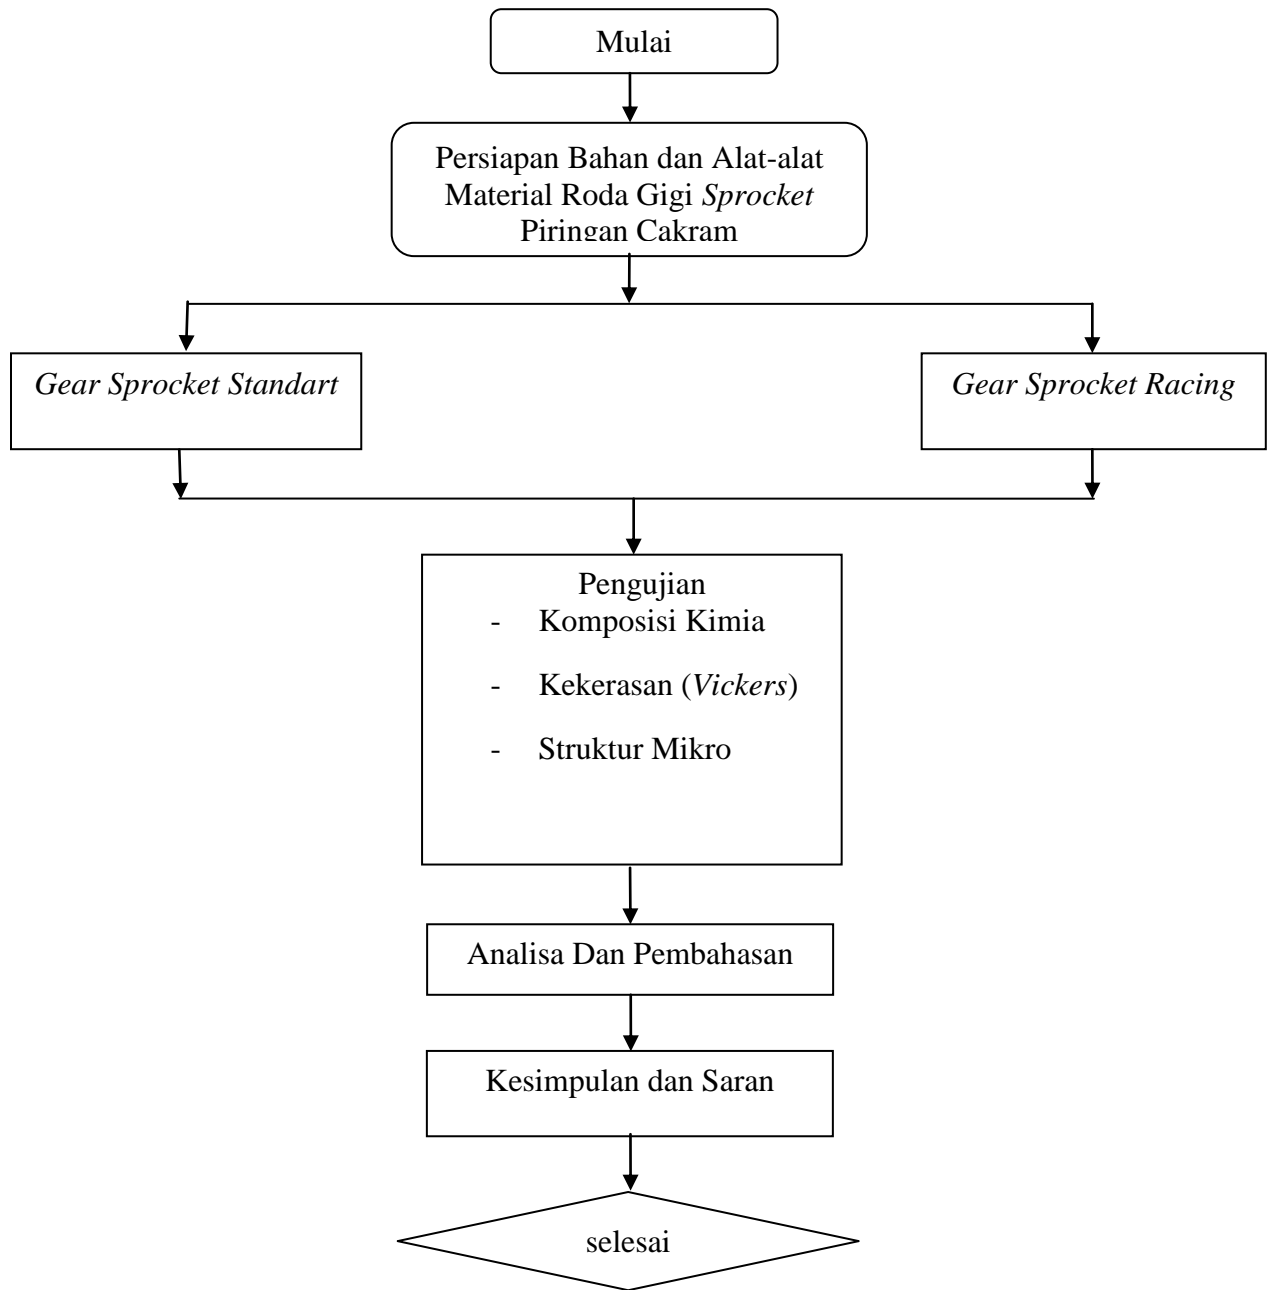 Mulai
Persiapan Bahan dan Alat-alat
Material Roda Gigi Sprocket
Piringan Cakram
Gear Sprocket Standart
Gear Sprocket Racing
Pengujian
- Komposisi Kimia
- Kekerasan (Vickers)
- Struktur Mikro
Analisa Dan Pembahasan
Kesimpulan dan Saran
selesai